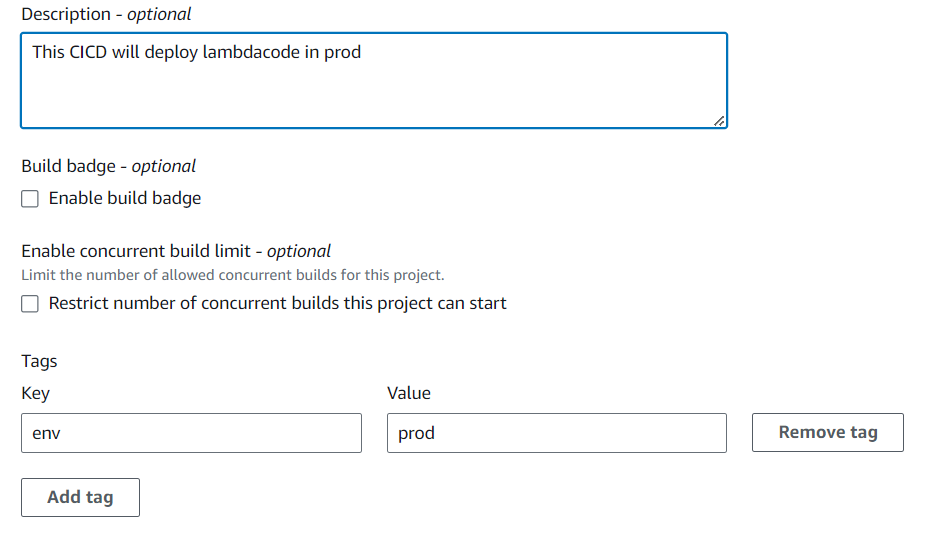 Description - optional
This CICD will deploy lambdacode in prod
Build badge - optional
Enable build badge
Enable concurrent build limit - optional
Limit the number of allowed concurrent builds for this project.
Restrict number of concurrent builds this project can start
Tags
Key Value
env prod Remove tag
Add tag